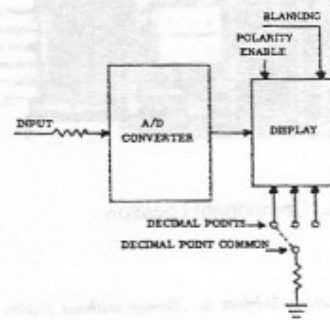 BLANKING
POLARITY
ENABLE
INPUT
A/D
CONVERTER
DISPLAY
DECIMAL POINTS
DECIMAL POINT COMMON